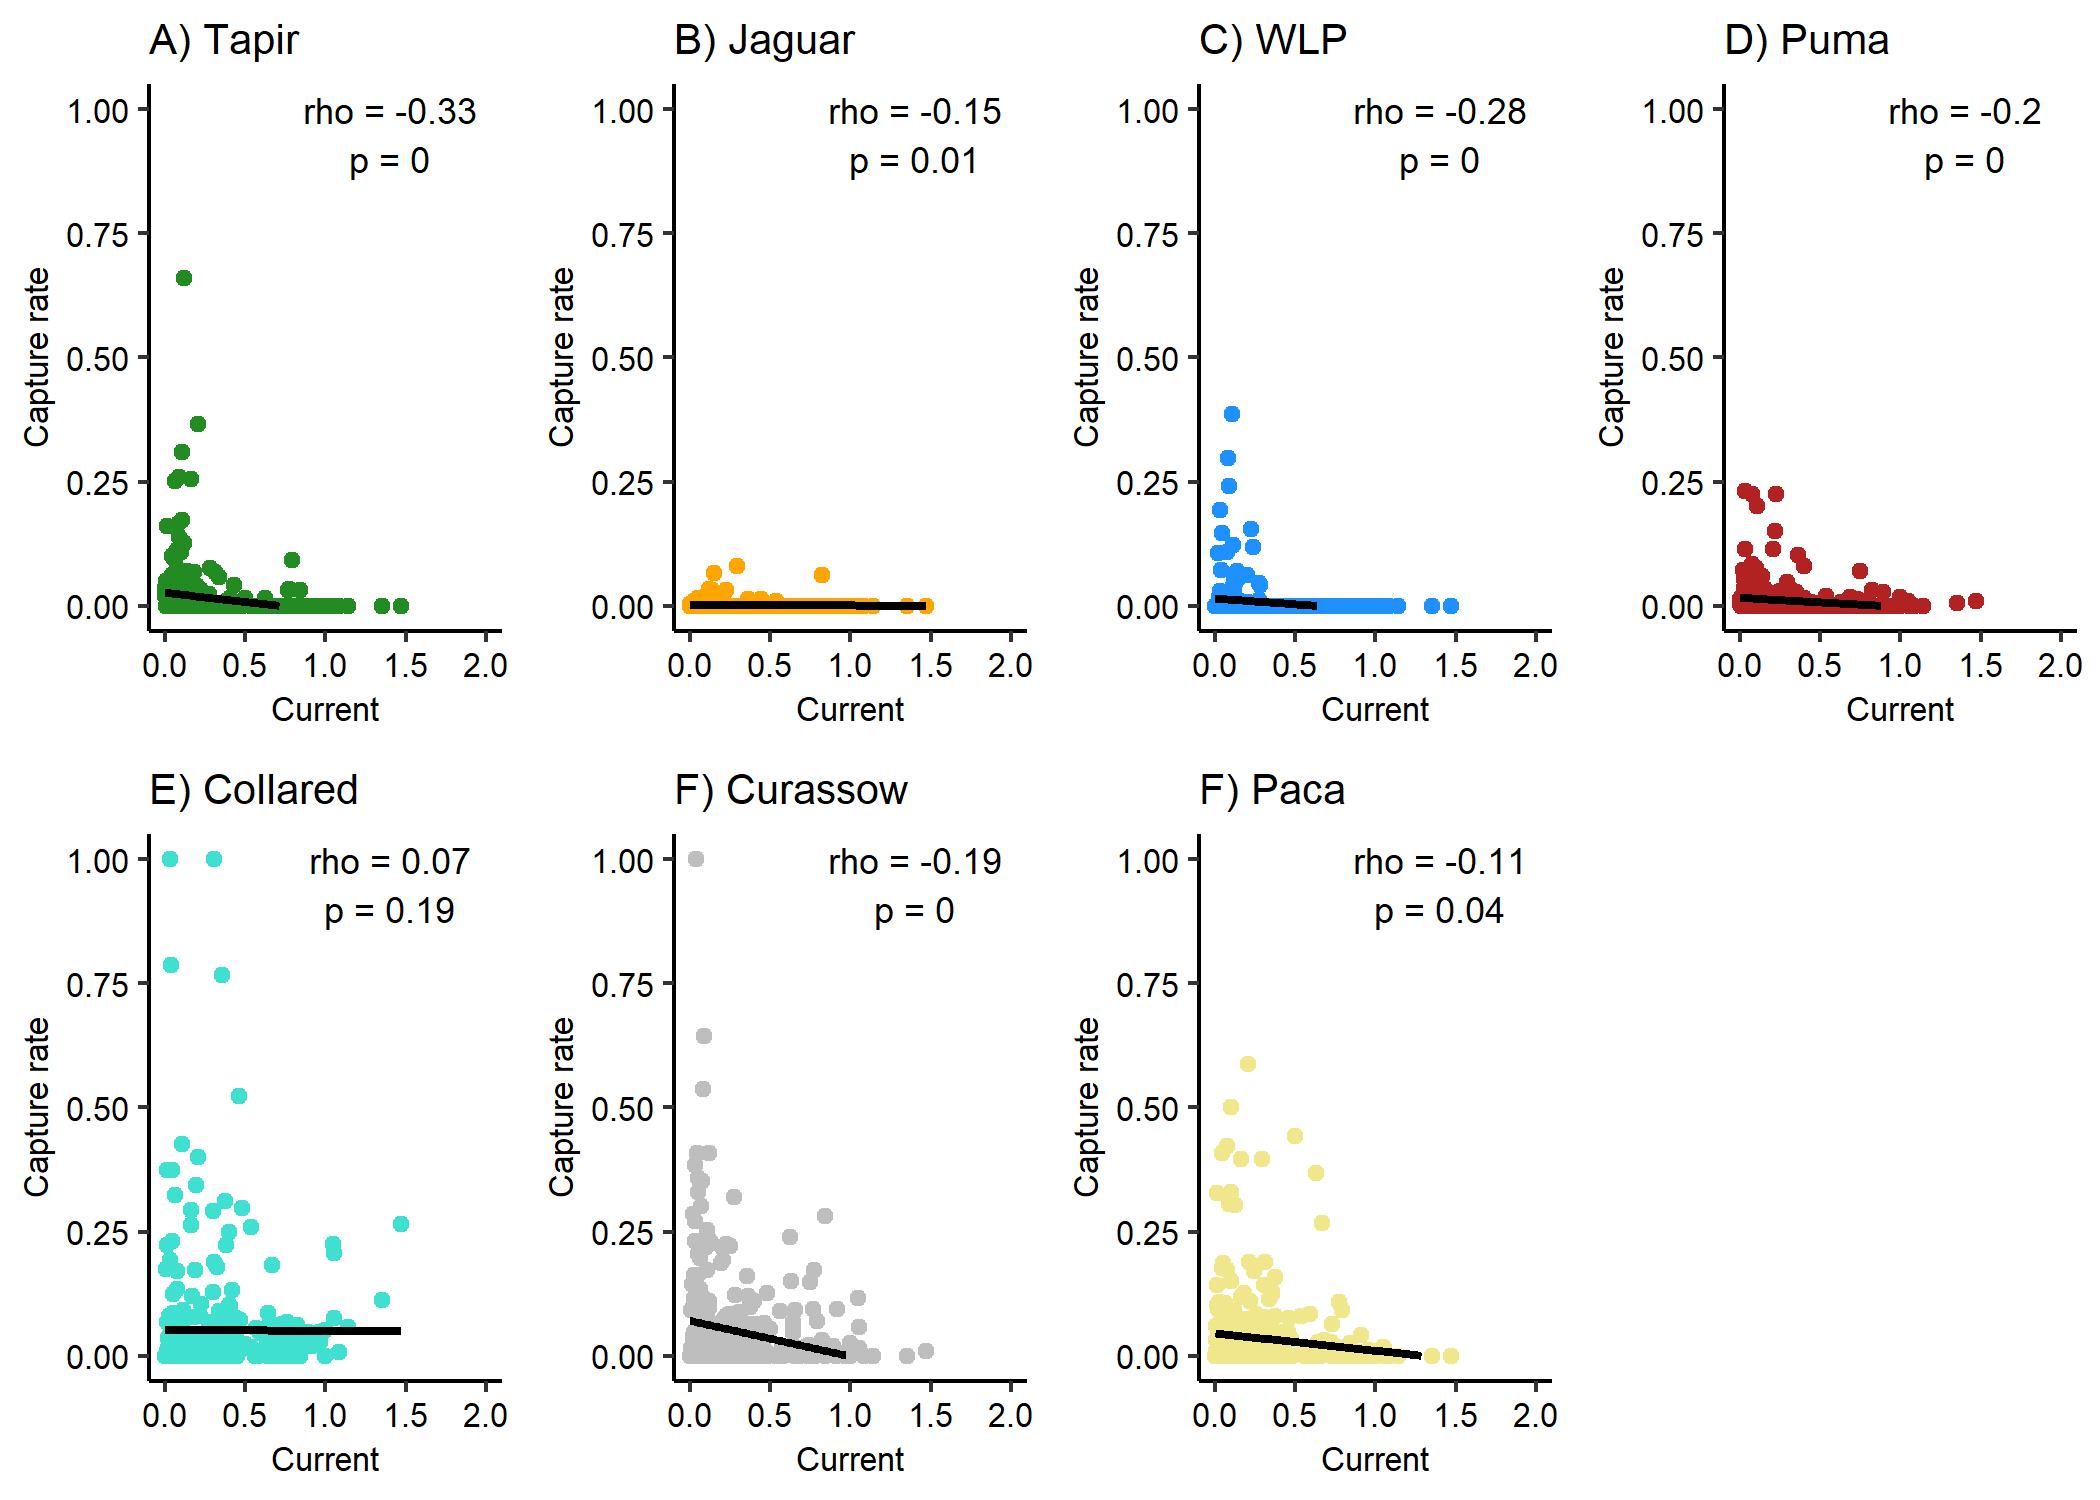 A) Tapir
rho = -0.33
p = 0
1.00
0.75
0.50
0.25
0.00
Capture rate
0.0 0.5 1.0 1.5 2.0
Current
B) Jaguar
rho = -0.15
p = 0.01
1.00
0.75
0.50
0.25
0.00
Capture rate
0.0 0.5 1.0 1.5 2.0
Current
C) WLP
rho = -0.28
p = 0
1.00
0.75
0.50
0.25
0.00
Capture rate
0.0 0.5 1.0 1.5 2.0
Current
D) Puma
rho = -0.2
p = 0
1.00
0.75
0.50
0.25
0.00
Capture rate
0.0 0.5 1.0 1.5 2.0
Current
E) Collared
rho = 0.07
p = 0.19
1.00
0.75
0.50
0.25
0.00
Capture rate
0.0 0.5 1.0 1.5 2.0
Current
F) Curassow
rho = -0.19
p = 0
1.00
0.75
0.50
0.25
0.00
Capture rate
0.0 0.5 1.0 1.5 2.0
Current
F) Paca
rho = -0.11
p = 0.04
1.00
0.75
0.50
0.25
0.00
Capture rate
0.0 0.5 1.0 1.5 2.0
Current